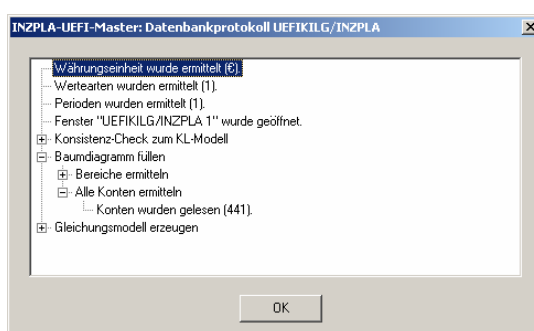 INZPLA-UEFI-Master: Datenbankprotokoll UEFIKILG/INZPLA
Währungseinheit wurde ermittelt (€).
Wertearten wurden ermittelt (1).
Perioden wurden ermittelt (1).
Fenster "UEFIKILG/INZPLA 1" wurde geöffnet.
Konsistenz-Check zum KL-Modell
Baumdiagramm füllen
Bereiche ermitteln
Alle Konten ermitteln
Konten wurden gelesen (441).
Gleichungsmodell erzeugen
OK